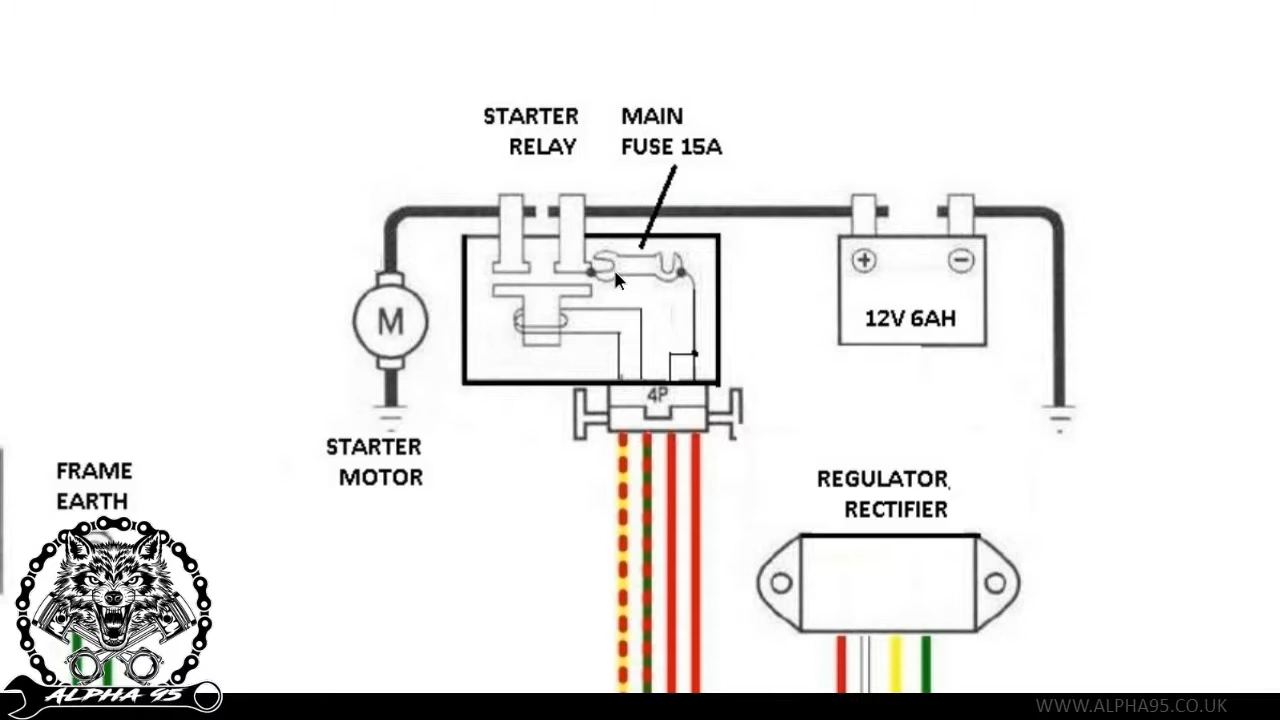 STARTER
RELAY
MAIN
FUSE 15A
M
+
−
12V 6AH
4P
STARTER
MOTOR
FRAME
EARTH
REGULATOR
RECTIFIER
ALPHA 95
WWW.ALPHA95.CO.UK